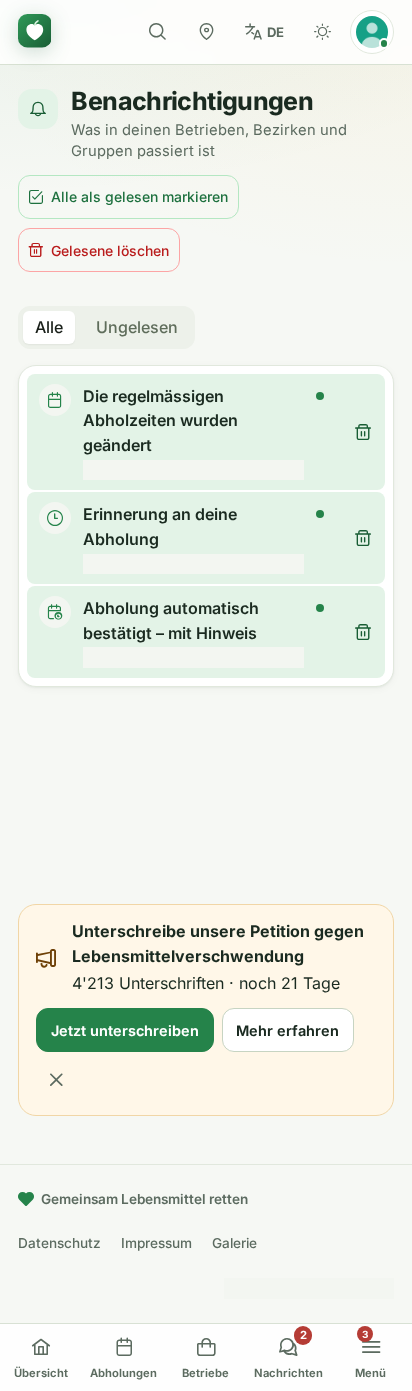 DE
Benachrichtigungen
Was in deinen Betrieben, Bezirken und
Gruppen passiert ist
Alle als gelesen markieren
Gelesene löschen
Alle
Ungelesen
Die regelmässigen
Abholzeiten wurden
geändert
Erinnerung an deine
Abholung
Abholung automatisch
bestätigt – mit Hinweis
Unterschreibe unsere Petition gegen
Lebensmittelverschwendung
4'213 Unterschriften · noch 21 Tage
Jetzt unterschreiben
Mehr erfahren
Gemeinsam Lebensmittel retten
Datenschutz Impressum Galerie
2 3
Übersicht Abholungen Betriebe Nachrichten Menü